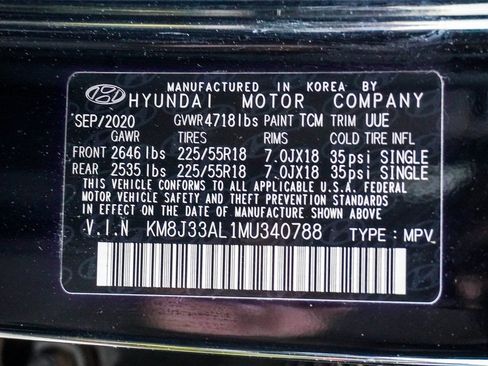 MANUFACTURED IN KOREA BY
HYUNDAI MOTOR COMPANY
SEP/2020 GVWR 4718 lbs PAINT TCM TRIM UUE
GAWR TIRES RIMS COLD TIRE INFL
FRONT 2646 lbs 225/55R18 7.0JX18 35psi SINGLE
REAR 2535 lbs 225/55R18 7.0JX18 35psi SINGLE
THIS VEHICLE CONFORMS TO ALL APPLICABLE U.S.A. FEDERAL
MOTOR VEHICLE SAFETY AND THEFT PREVENTION STANDARDS
IN EFFECT ON THE DATE OF MANUFACTURE SHOWN ABOVE.
V.I.N KM8J33AL1MU340788 TYPE : MPV